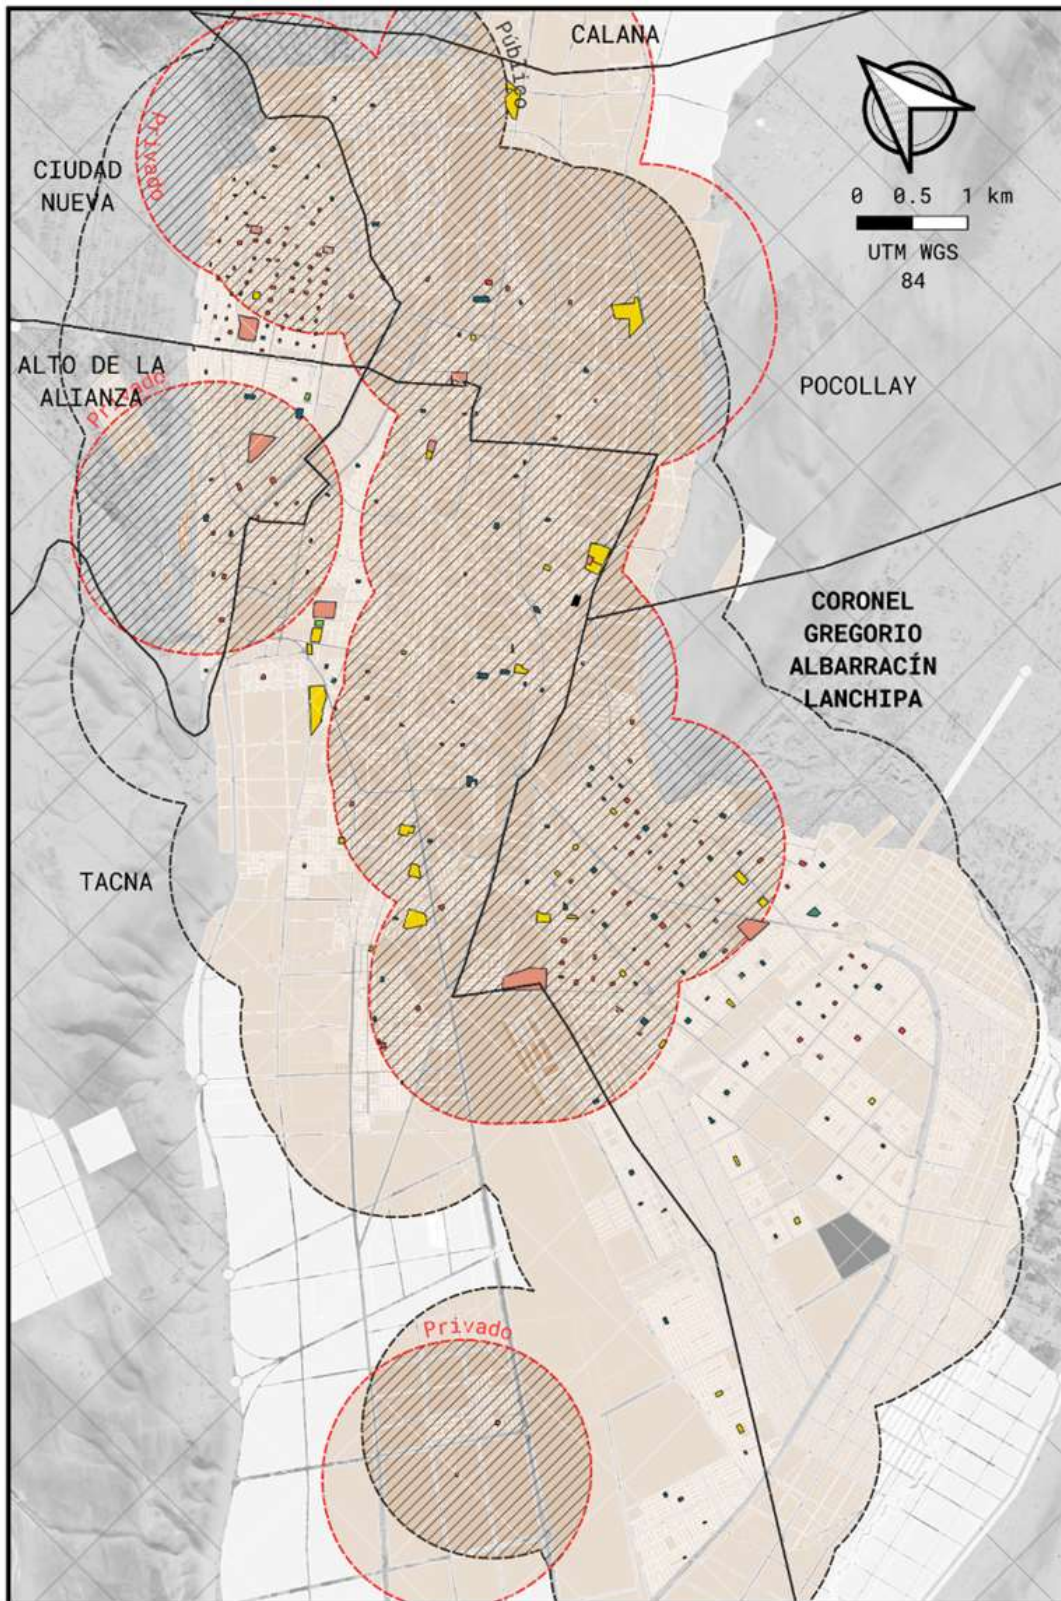 CALANA
Público
Privado
CIUDAD
NUEVA
0 0.5 1 km
UTM WGS
84
ALTO DE LA
ALIANZA
Privado
POCOLLAY
CORONEL
GREGORIO
ALBARRACÍN
LANCHIPA
TACNA
Privado